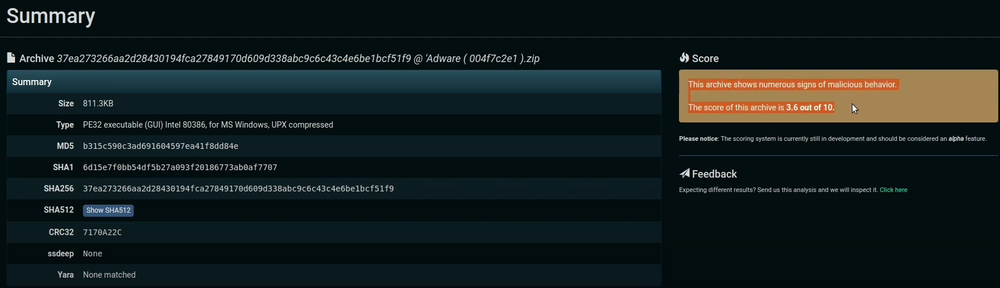 Summary
Archive 37ea273266aa2d28430194fca27849170d609d338abc9c6c43c4e6be1bcf51f9 @ 'Adware ( 004f7c2e1 ).zip
Summary
Size 811.3KB
Type PE32 executable (GUI) Intel 80386, for MS Windows, UPX compressed
MD5 b315c590c3ad691604597ea41f8dd84e
SHA1 6d15e7f0bb54df5b27a093f20186773ab0af7707
SHA256 37ea273266aa2d28430194fca27849170d609d338abc9c6c43c4e6be1bcf51f9
SHA512 Show SHA512
CRC32 7170A22C
ssdeep None
Yara None matched
Score
This archive shows numerous signs of malicious behavior.
The score of this archive is 3.6 out of 10.
Please notice: The scoring system is currently still in development and should be considered an alpha feature.
Feedback
Expecting different results? Send us this analysis and we will inspect it. Click here